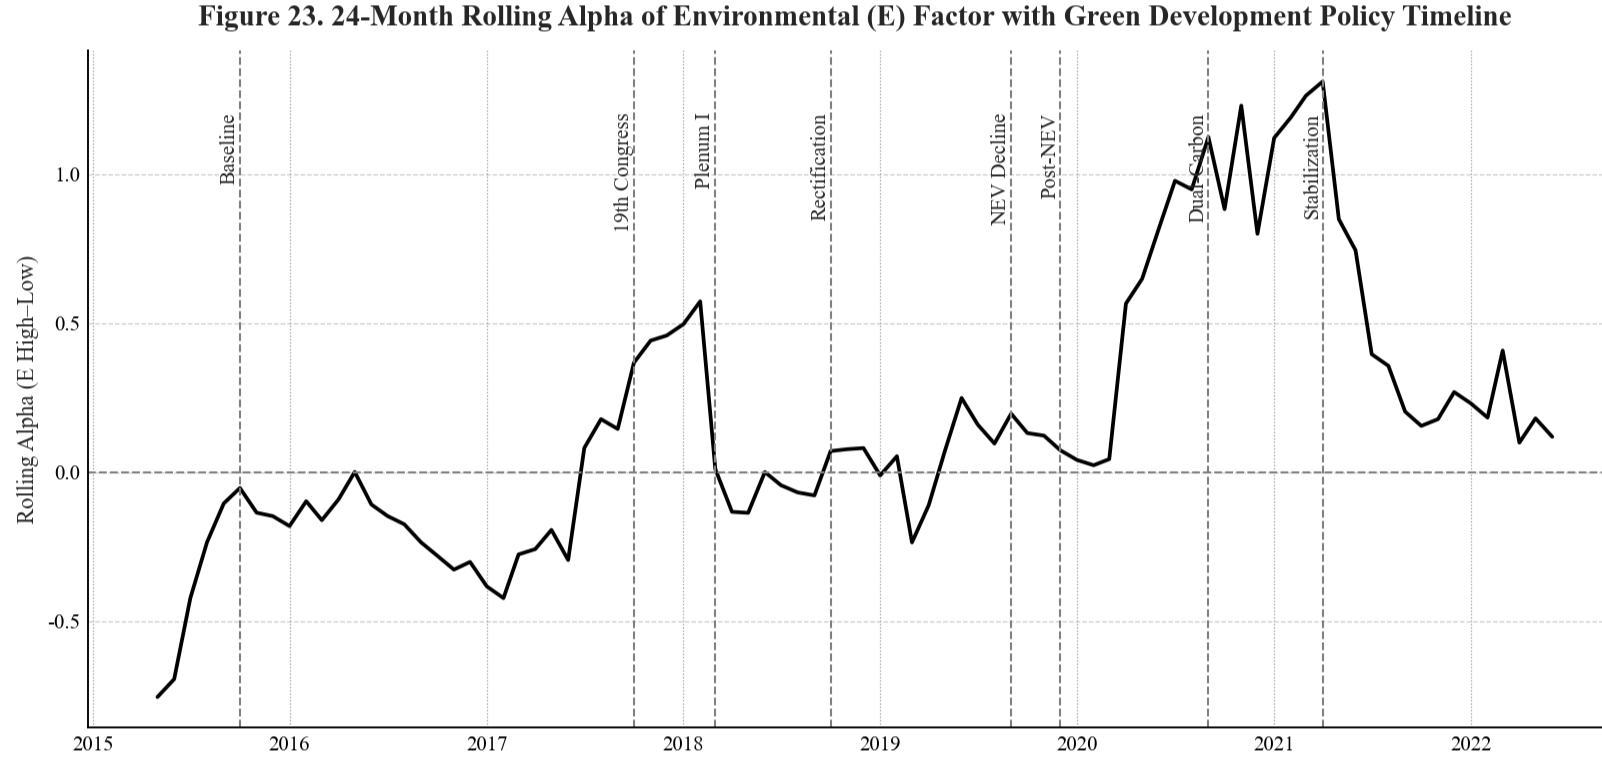 Figure 23. 24-Month Rolling Alpha of Environmental (E) Factor with Green Development Policy Timeline
Rolling Alpha (E High–Low)
1.0
0.5
0.0
-0.5
Baseline
19th Congress
Plenum I
Rectification
NEV Decline
Post-NEV
Dual-Carbon
Stabilization
2015
2016
2017
2018
2019
2020
2021
2022